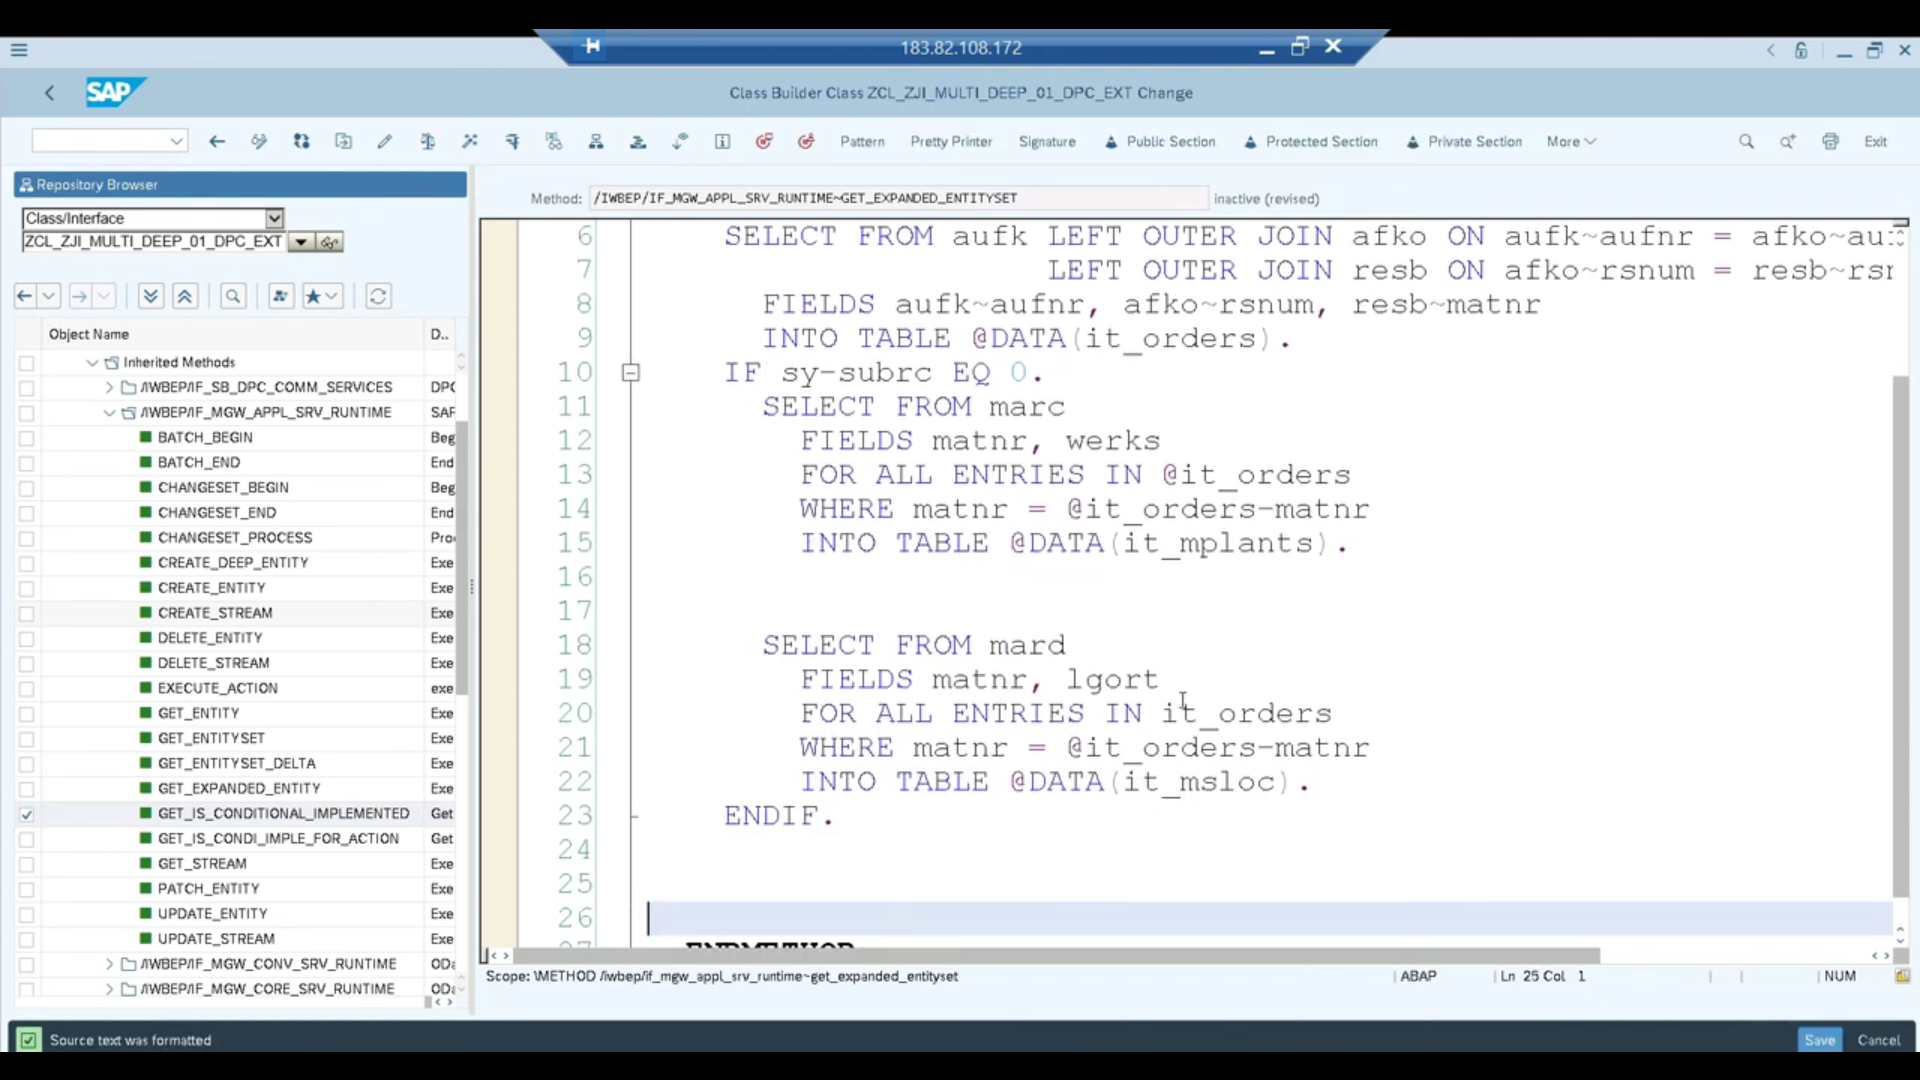 183.82.108.172
SAP
Class Builder Class ZCL_ZJI_MULTI_DEEP_01_DPC_EXT Change
Pattern Pretty Printer Signature Public Section Protected Section Private Section More Exit
Repository Browser
Class/Interface
ZCL_ZJI_MULTI_DEEP_01_DPC_EXT
Object Name D..
Inherited Methods
/IWBEP/IF_SB_DPC_COMM_SERVICES DPC
/IWBEP/IF_MGW_APPL_SRV_RUNTIME SAF
BATCH_BEGIN Beg
BATCH_END End
CHANGESET_BEGIN Beg
CHANGESET_END End
CHANGESET_PROCESS Pro
CREATE_DEEP_ENTITY Exe
CREATE_ENTITY Exe
CREATE_STREAM Exe
DELETE_ENTITY Exe
DELETE_STREAM Exe
EXECUTE_ACTION exe
GET_ENTITY Exe
GET_ENTITYSET Exe
GET_ENTITYSET_DELTA Exe
GET_EXPANDED_ENTITY Exe
GET_IS_CONDITIONAL_IMPLEMENTED Get
GET_IS_CONDI_IMPLE_FOR_ACTION Get
GET_STREAM Exe
PATCH_ENTITY Exe
UPDATE_ENTITY Exe
UPDATE_STREAM Exe
/IWBEP/IF_MGW_CONV_SRV_RUNTIME ODa
/IWBEP/IF_MGW_CORE_SRV_RUNTIME ODa
Method: /IWBEP/IF_MGW_APPL_SRV_RUNTIME~GET_EXPANDED_ENTITYSET inactive (revised)
6 SELECT FROM aufk LEFT OUTER JOIN afko ON aufk~aufnr = afko~au
7 LEFT OUTER JOIN resb ON afko~rsnum = resb~rsn
8 FIELDS aufk~aufnr, afko~rsnum, resb~matnr
9 INTO TABLE @DATA(it_orders).
10 IF sy-subrc EQ 0.
11 SELECT FROM marc
12 FIELDS matnr, werks
13 FOR ALL ENTRIES IN @it_orders
14 WHERE matnr = @it_orders-matnr
15 INTO TABLE @DATA(it_mplants).
16
17
18 SELECT FROM mard
19 FIELDS matnr, lgort
20 FOR ALL ENTRIES IN it_orders
21 WHERE matnr = @it_orders-matnr
22 INTO TABLE @DATA(it_msloc).
23 ENDIF.
24
25
26
ENDMETHOD
Scope: \METHOD /iwbep/if_mgw_appl_srv_runtime~get_expanded_entityset ABAP Ln 25 Col 1 NUM
Source text was formatted Save Cancel